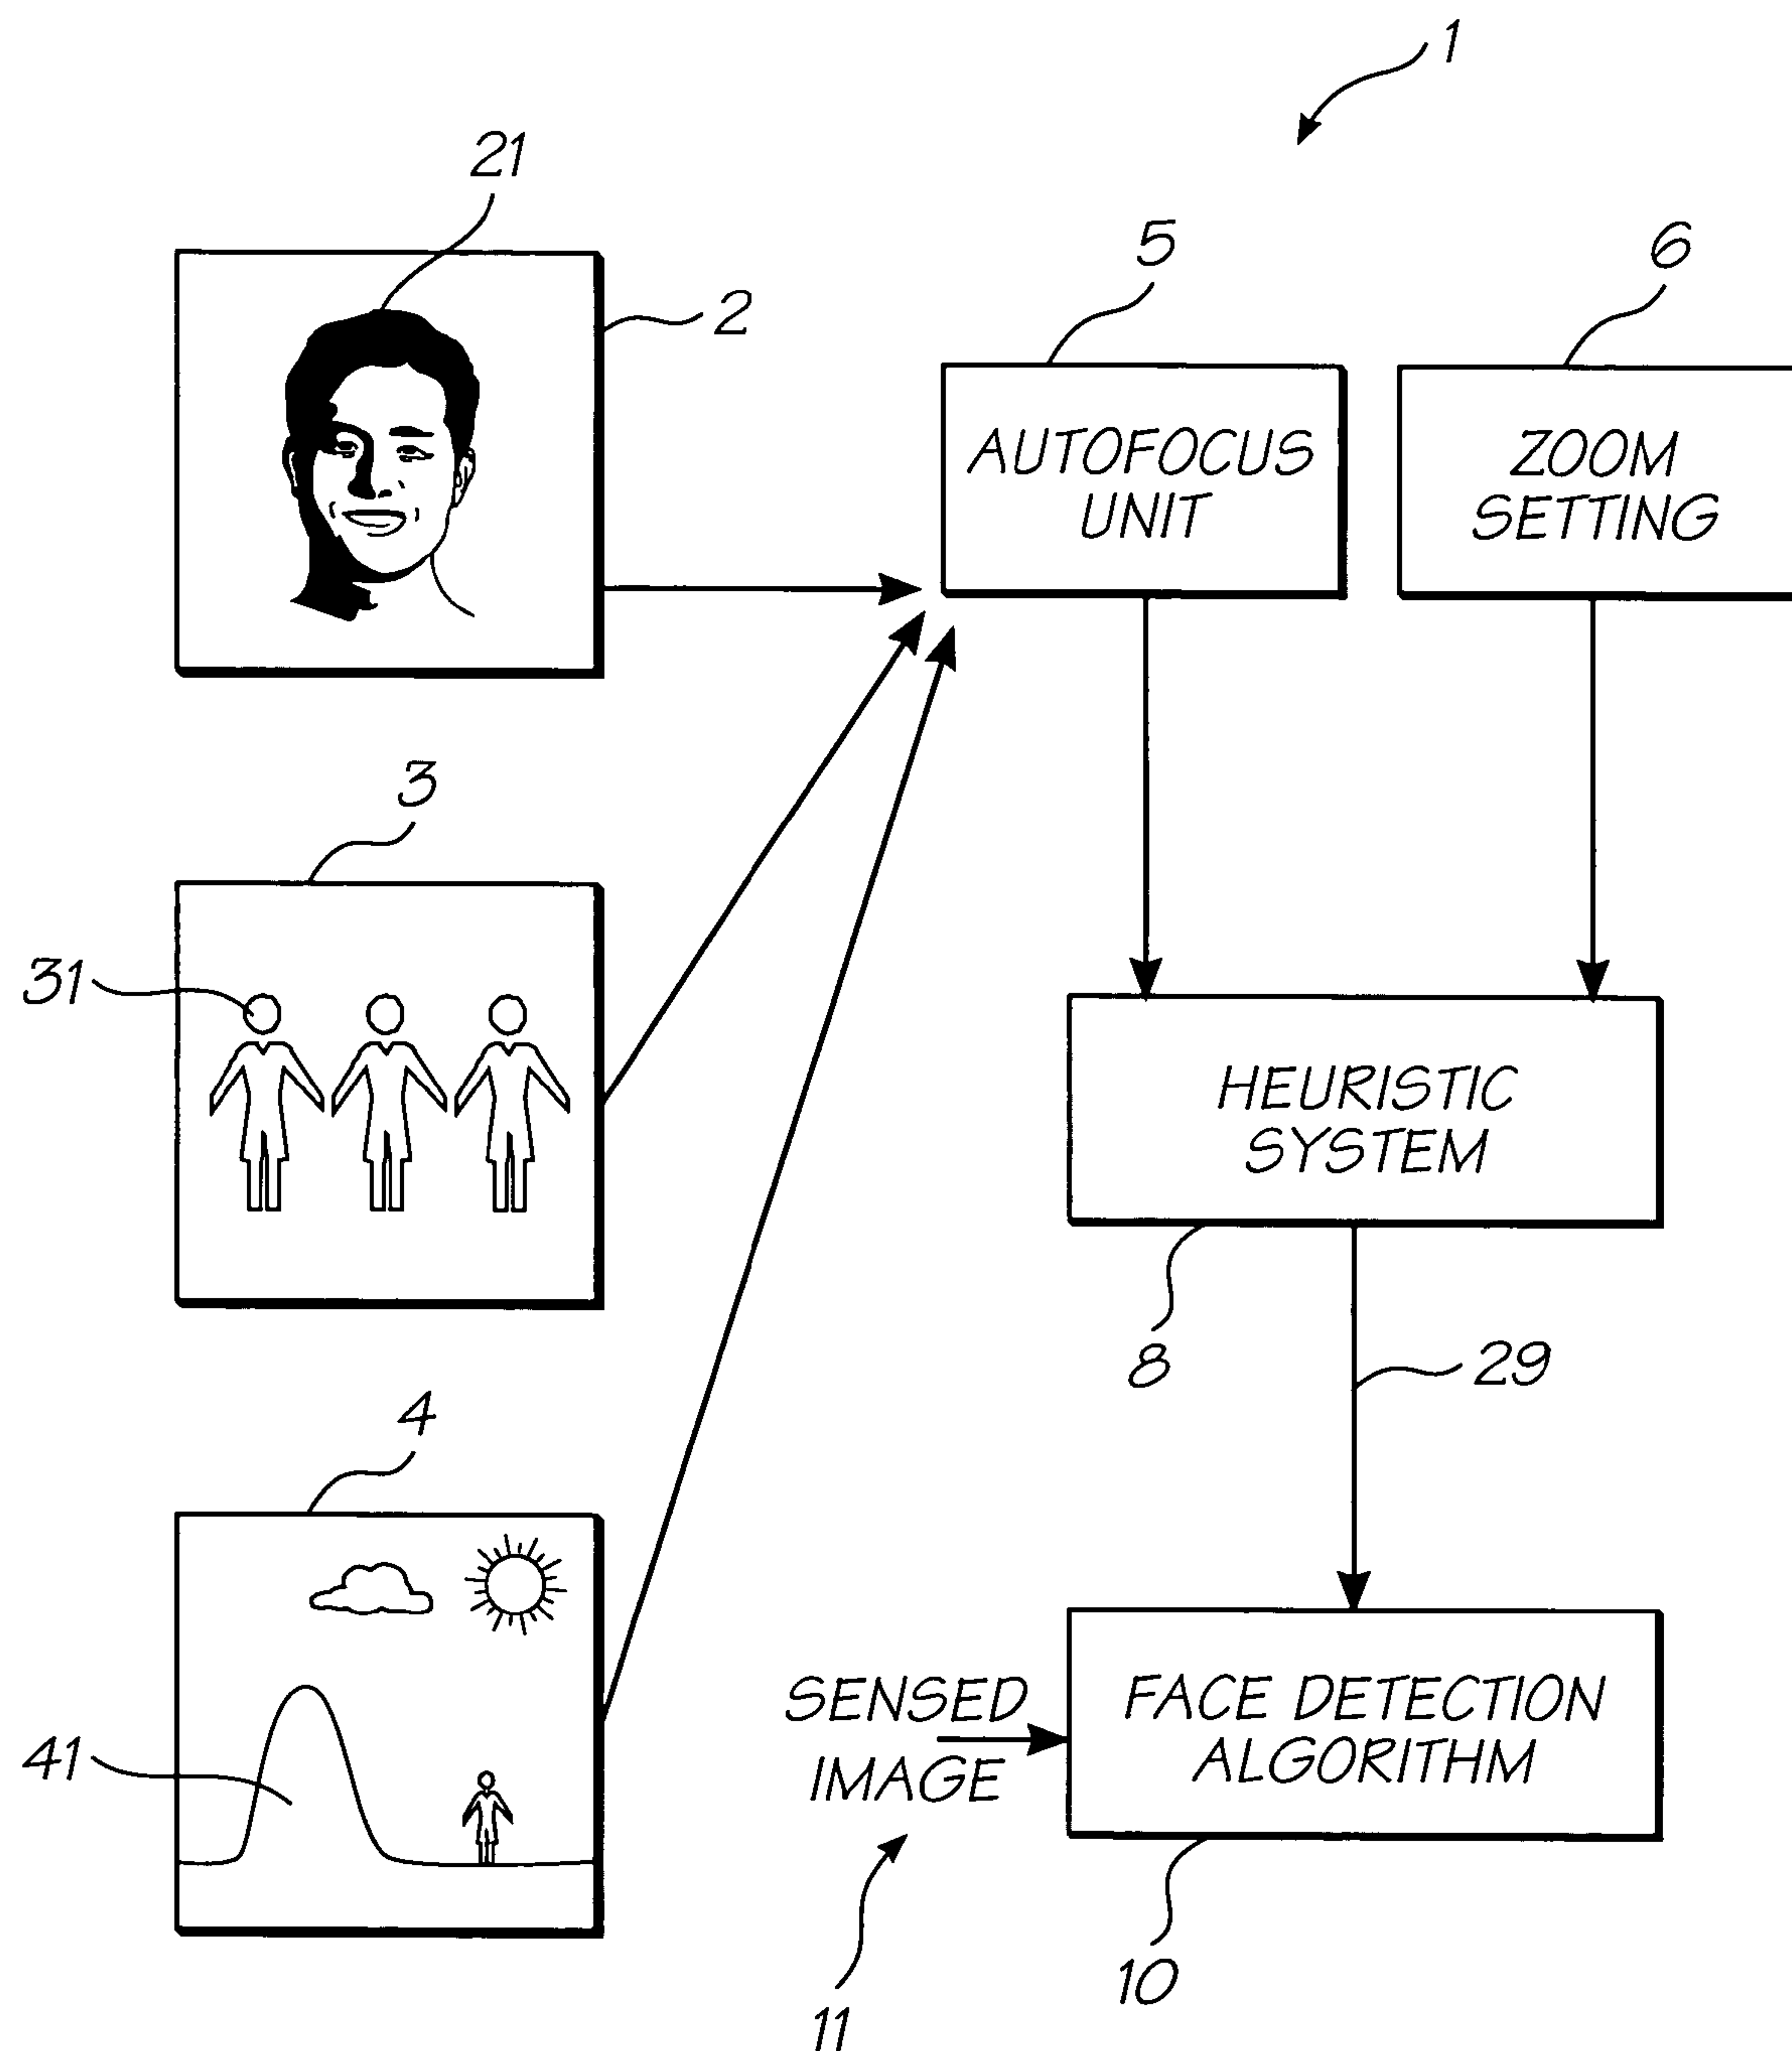 1
21
2
5
6
AUTOFOCUS
UNIT
ZOOM
SETTING
3
31
HEURISTIC
SYSTEM
8
29
4
41
SENSED
IMAGE
FACE DETECTION
ALGORITHM
10
11